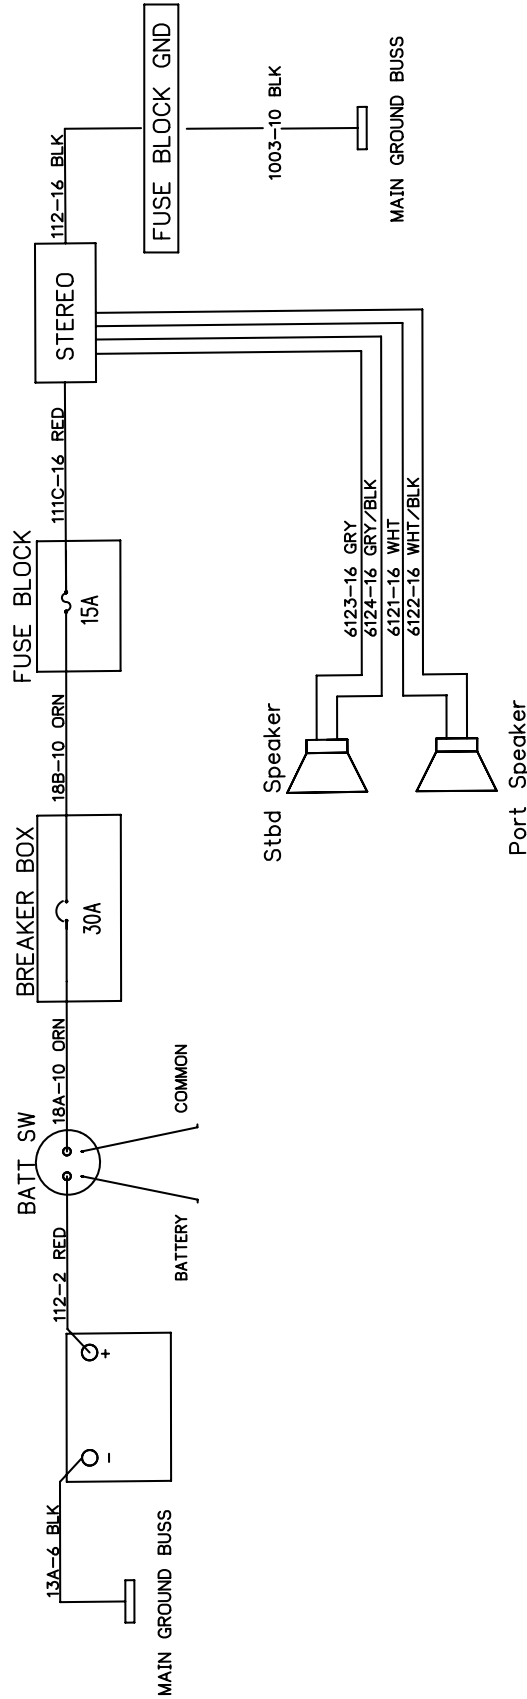 MAIN GROUND BUSS
13A-6 BLK
- +
112-2 RED
BATT SW
BATTERY
COMMON
18A-10 ORN
BREAKER BOX
30A
18B-10 ORN
FUSE BLOCK
15A
111C-16 RED
STEREO
112-16 BLK
FUSE BLOCK GND
1003-10 BLK
MAIN GROUND BUSS
6123-16 GRY
6124-16 GRY/BLK
6121-16 WHT
6122-16 WHT/BLK
Stbd Speaker
Port Speaker